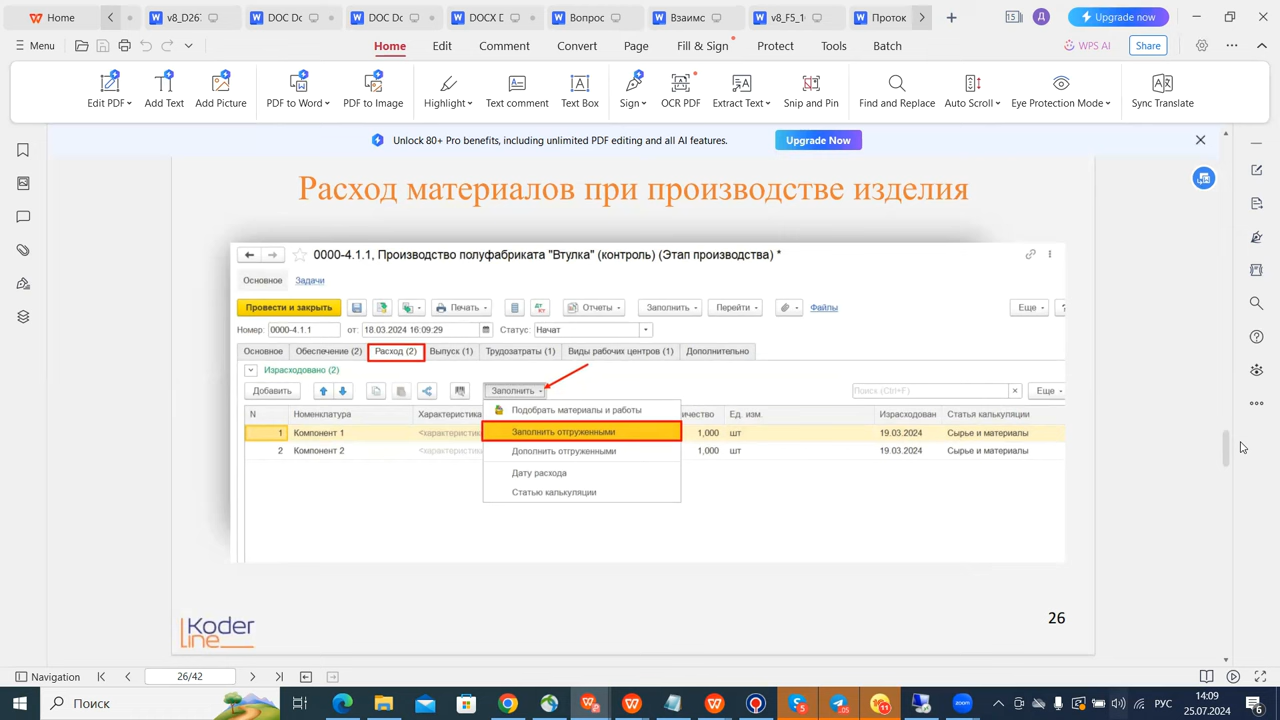 Home v8_D26 DOC Do DOC Do DOCX D Вопрос Взаимс v8_F5_1 Проток Д Upgrade now
Menu Home Edit Comment Convert Page Fill & Sign Protect Tools Batch WPS AI Share
Edit PDF Add Text Add Picture PDF to Word PDF to Image Highlight Text comment Text Box Sign OCR PDF Extract Text Snip and Pin Find and Replace Auto Scroll Eye Protection Mode Sync Translate
Unlock 80+ Pro benefits, including unlimited PDF editing and all AI features. Upgrade Now
Расход материалов при производстве изделия
0000-4.1.1, Производство полуфабриката "Втулка" (контроль) (Этап производства) *
Основное Задачи
Провести и закрыть Печать Отчеты Заполнить Перейти Файлы Еще ?
Номер: 0000-4.1.1 от: 18.03.2024 16:09:29 Статус: Начат
Основное Обеспечение (2) Расход (2) Выпуск (1) Трудозатраты (1) Виды рабочих центров (1) Дополнительно
Израсходовано (2)
Добавить Заполнить Поиск (Ctrl+F) Еще
N Номенклатура Характеристика ичество Ед. изм. Израсходован Статья калькуляции
1 Компонент 1 <характеристик 1,000 шт 19.03.2024 Сырье и материалы
2 Компонент 2 <характеристик 1,000 шт 19.03.2024 Сырье и материалы
Подобрать материалы и работы
Заполнить отгруженными
Дополнить отгруженными
Дату расхода
Статью калькуляции
Koder line
26
Navigation 26/42
Поиск РУС 14:09
25.07.2024